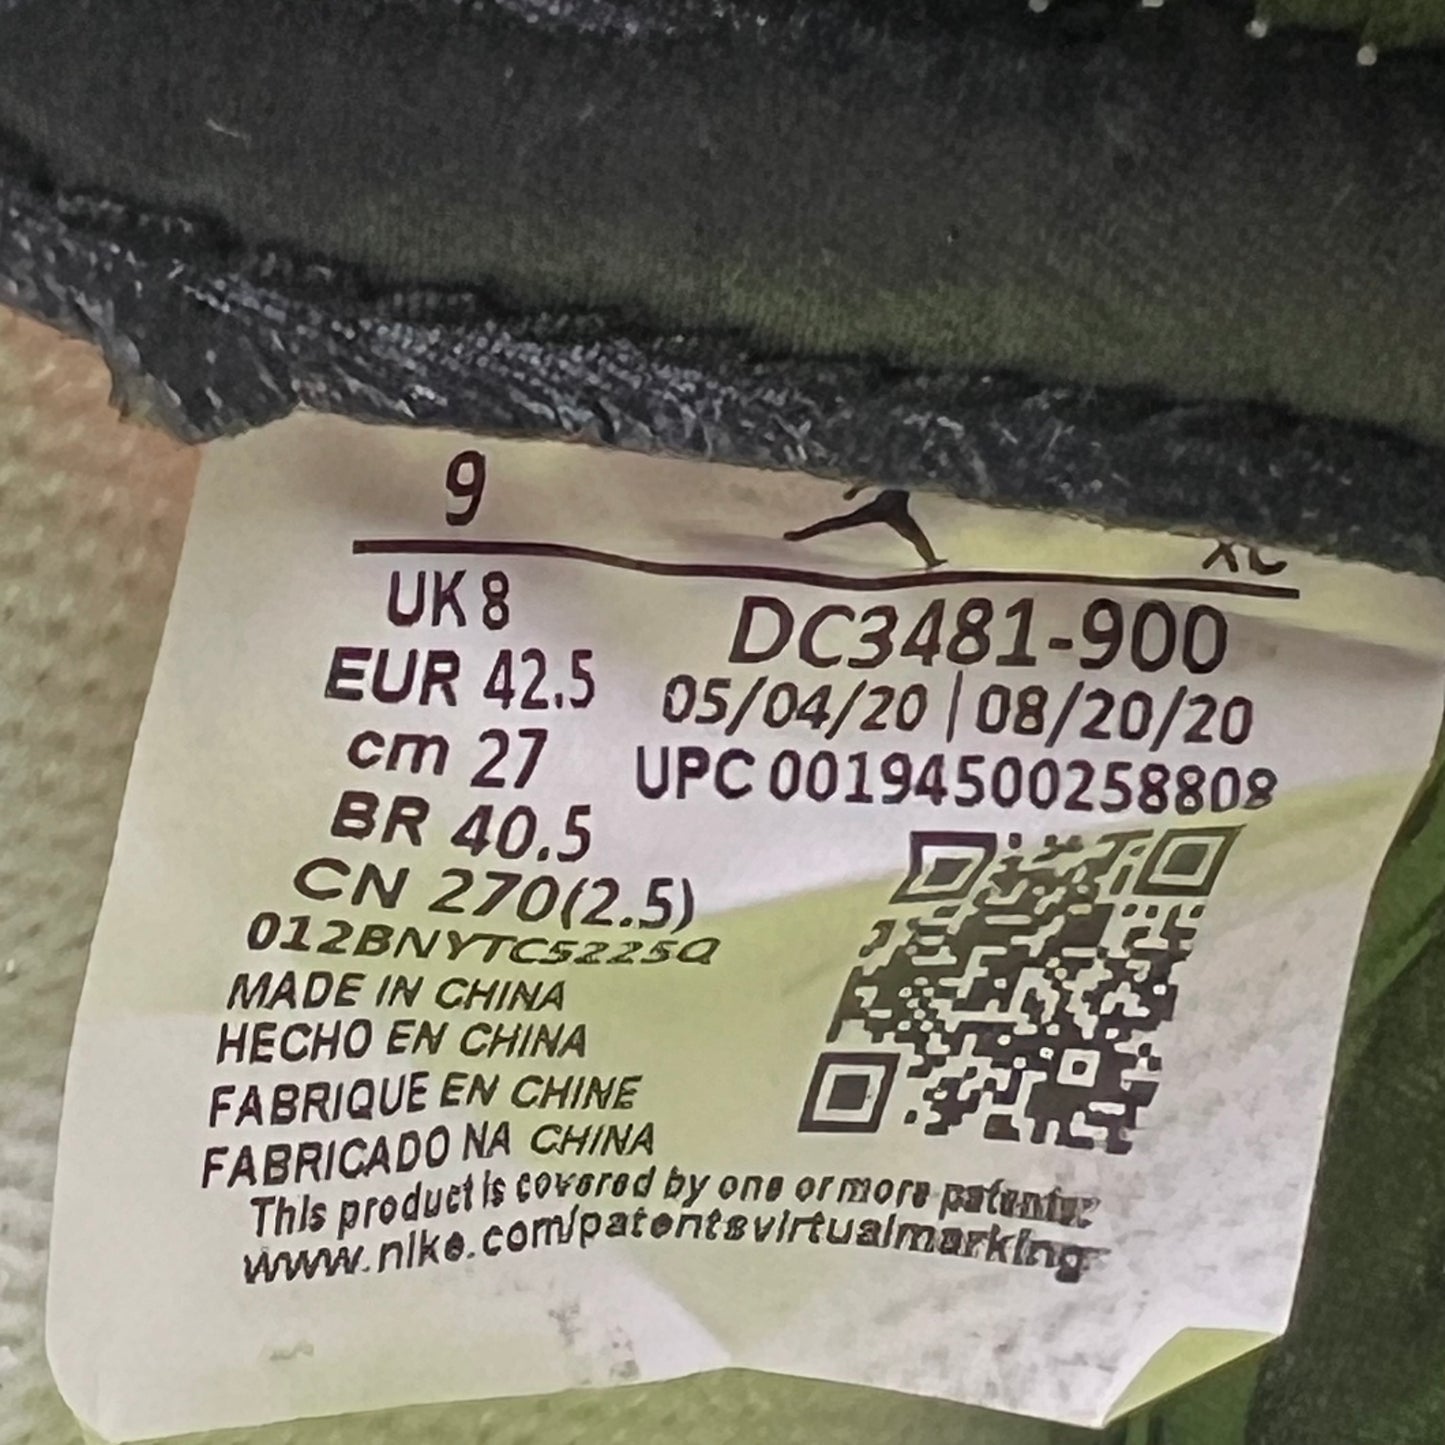 9 XC
UK 8
DC3481-900
EUR 42.5
05/04/20 | 08/20/20
cm 27
UPC 00194500258808
BR 40.5
CN 270(2.5)
012BNYTC5225Q
MADE IN CHINA
HECHO EN CHINA
FABRIQUE EN CHINE
FABRICADO NA CHINA
This product is covered by one or more patents:
www.nike.com/patentsvirtualmarking